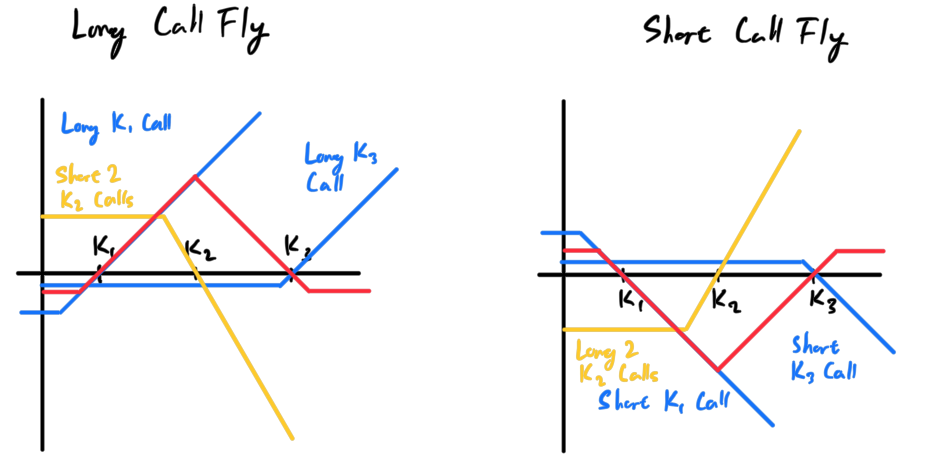 Long Call Fly
Long K₁ Call
Short 2
K₂ Calls
Long K₃
Call
K₁
K₂
K₃
Short Call Fly
K₁
K₂
K₃
Long 2
K₂ Calls
Short K₁ Call
Short
K₃ Call